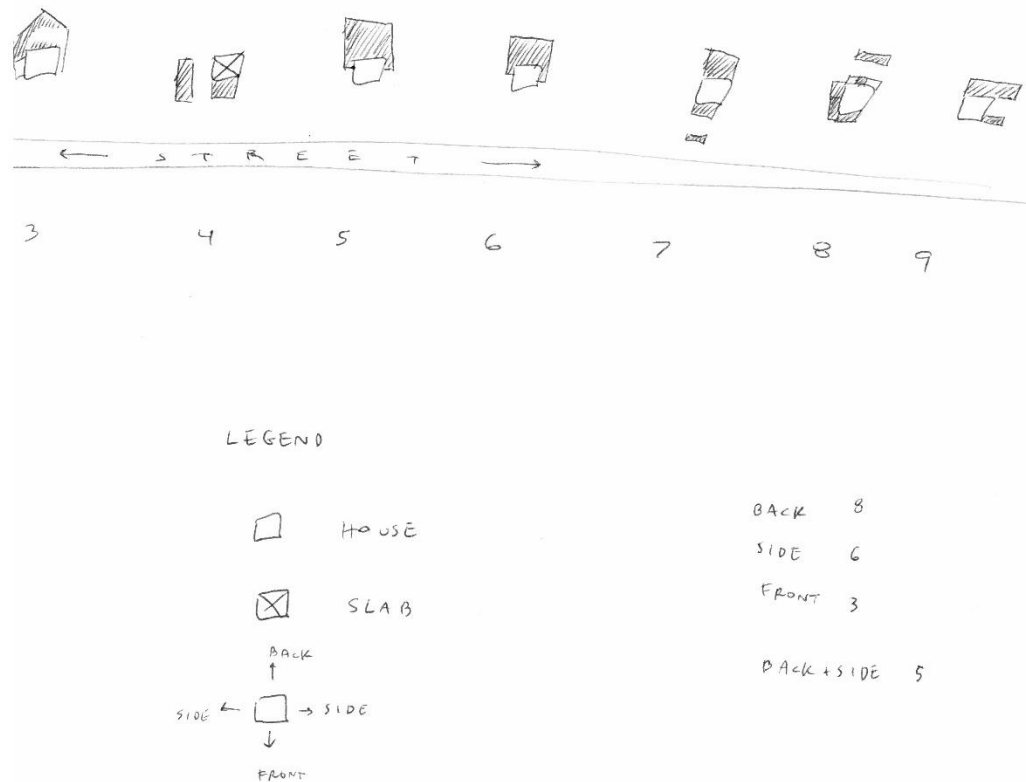 ← STREET →
3 4 5 6 7 8 9
LEGEND
HOUSE
SLAB
BACK
SIDE ← → SIDE
FRONT
BACK 8
SIDE 6
FRONT 3
BACK + SIDE 5